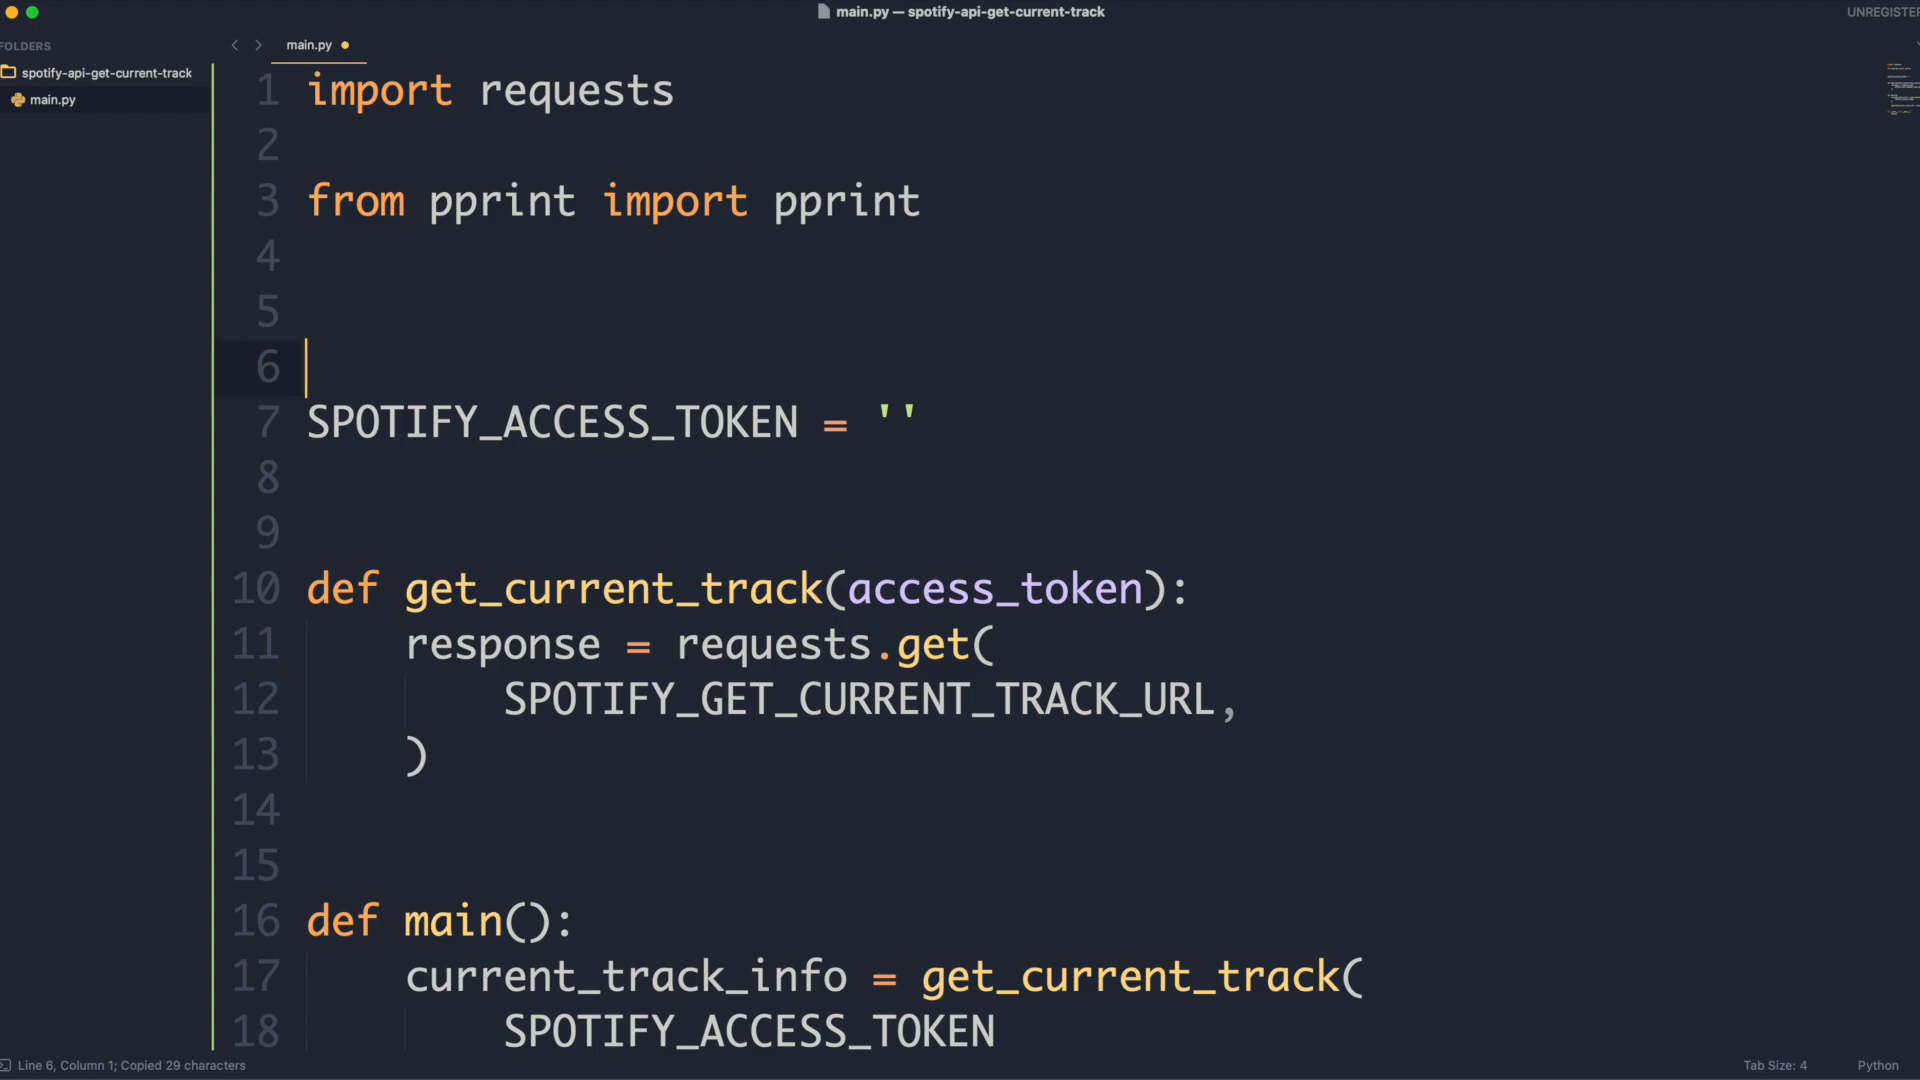 main.py — spotify-api-get-current-track
UNREGISTER
FOLDERS
main.py
spotify-api-get-current-track
main.py
1 import requests
2
3 from pprint import pprint
4
5
6
7 SPOTIFY_ACCESS_TOKEN = ''
8
9
10 def get_current_track(access_token):
11 response = requests.get(
12 SPOTIFY_GET_CURRENT_TRACK_URL,
13 )
14
15
16 def main():
17 current_track_info = get_current_track(
18 SPOTIFY_ACCESS_TOKEN
Line 6, Column 1; Copied 29 characters
Tab Size: 4
Python